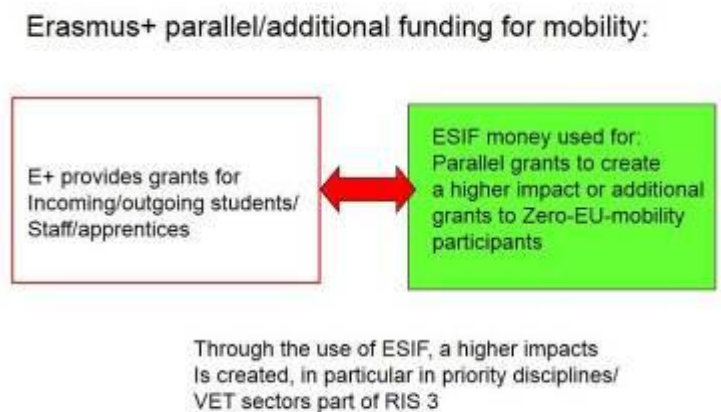 Erasmus+ parallel/additional funding for mobility:
E+ provides grants for
Incoming/outgoing students/
Staff/apprentices
ESIF money used for:
Parallel grants to create
a higher impact or additional
grants to Zero-EU-mobility
participants
Through the use of ESIF, a higher impacts
Is created, in particular in priority disciplines/
VET sectors part of RIS 3